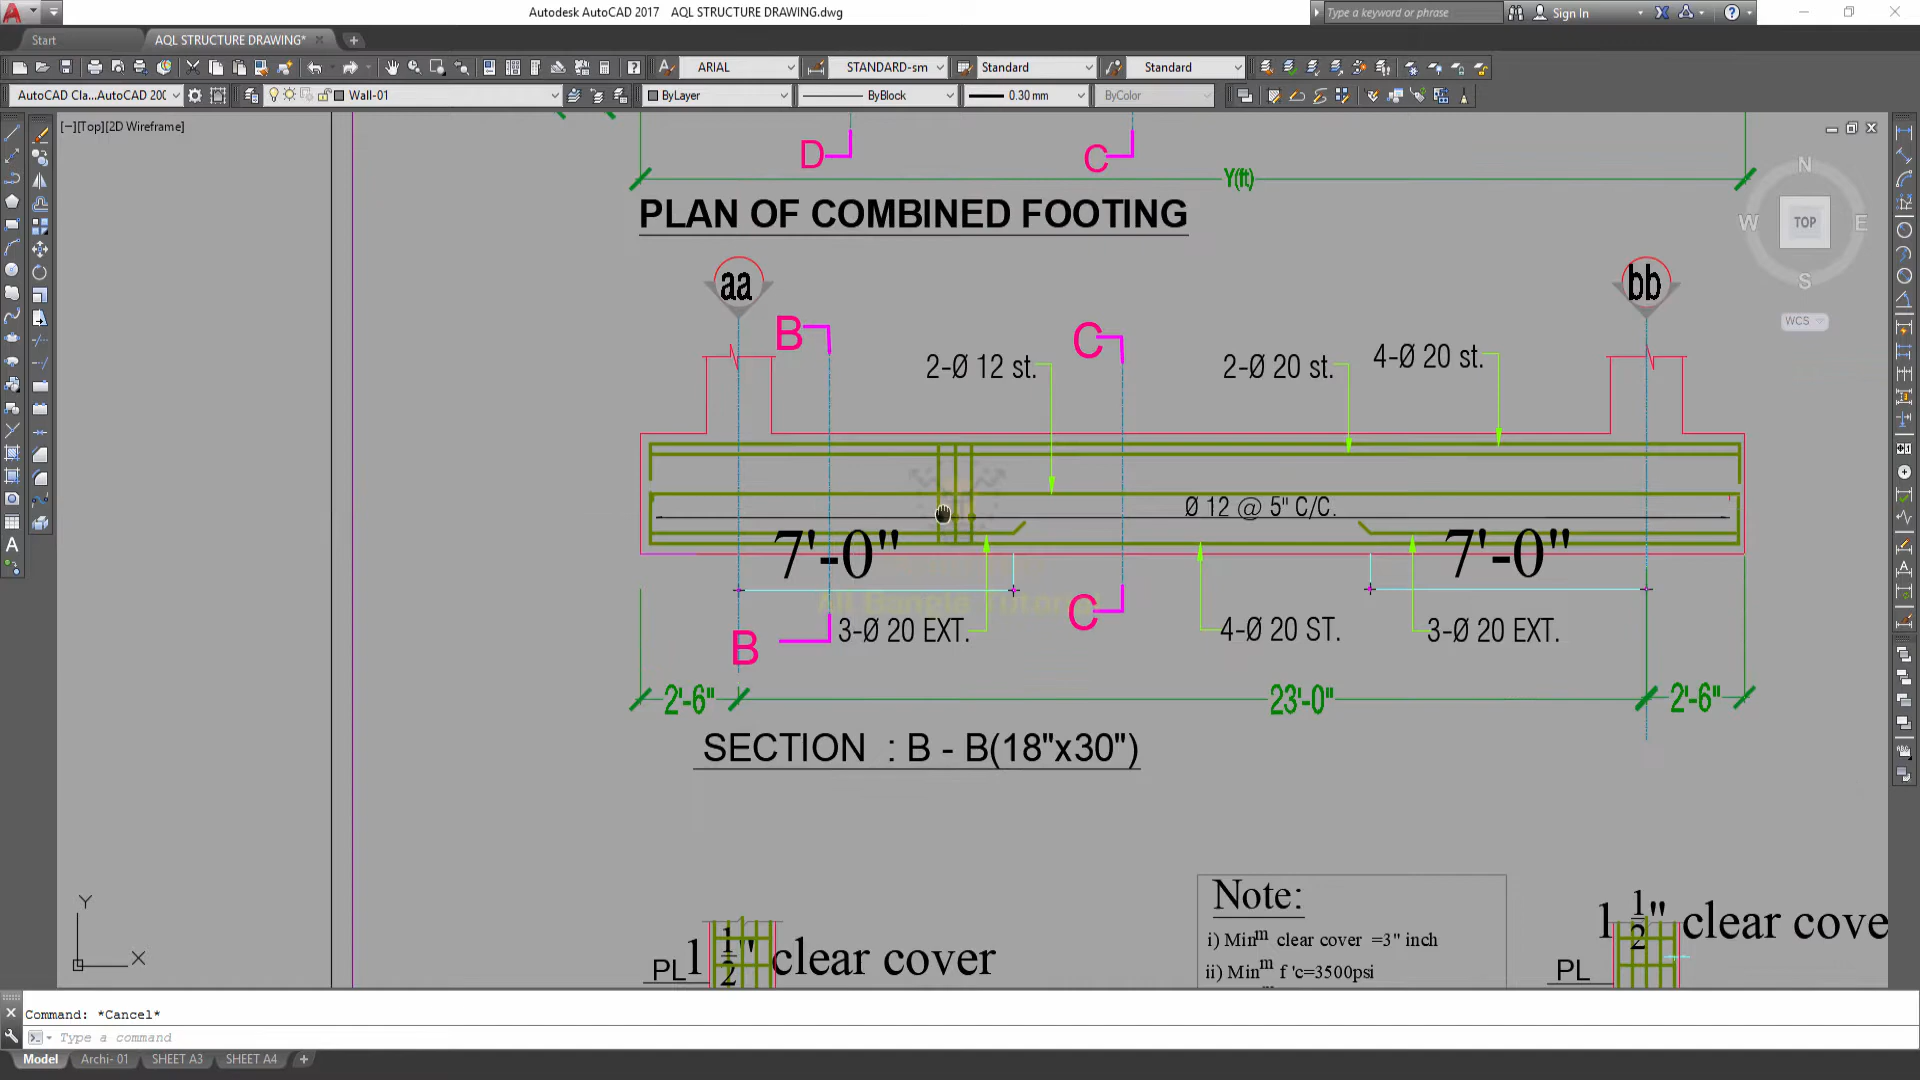 Autodesk AutoCAD 2017 AQL STRUCTURE DRAWING.dwg
Type a keyword or phrase
Sign In
Start
AQL STRUCTURE DRAWING*
ARIAL
STANDARD-sm
Standard
Standard
AutoCAD Cla...AutoCAD 200
Wall-01
ByLayer
ByBlock
0.30 mm
ByColor
[−][Top][2D Wireframe]
N
W
TOP
E
S
WCS
D
C
Y(ft)
PLAN OF COMBINED FOOTING
aa
bb
B
C
2-Ø 12 st.
2-Ø 20 st.
4-Ø 20 st.
Ø 12 @ 5" C/C.
7'-0"
7'-0"
C
B
3-Ø 20 EXT.
4-Ø 20 ST.
3-Ø 20 EXT.
2'-6"
23'-0"
2'-6"
SECTION : B - B(18"x30")
Note:
i) Minm clear cover =3" inch
ii) Minm f 'c=3500psi
PL
1 1/2" clear cover
PL
1 1/2" clear cove
Y
X
Command: *Cancel*
Type a command
Model
Archi- 01
SHEET A3
SHEET A4